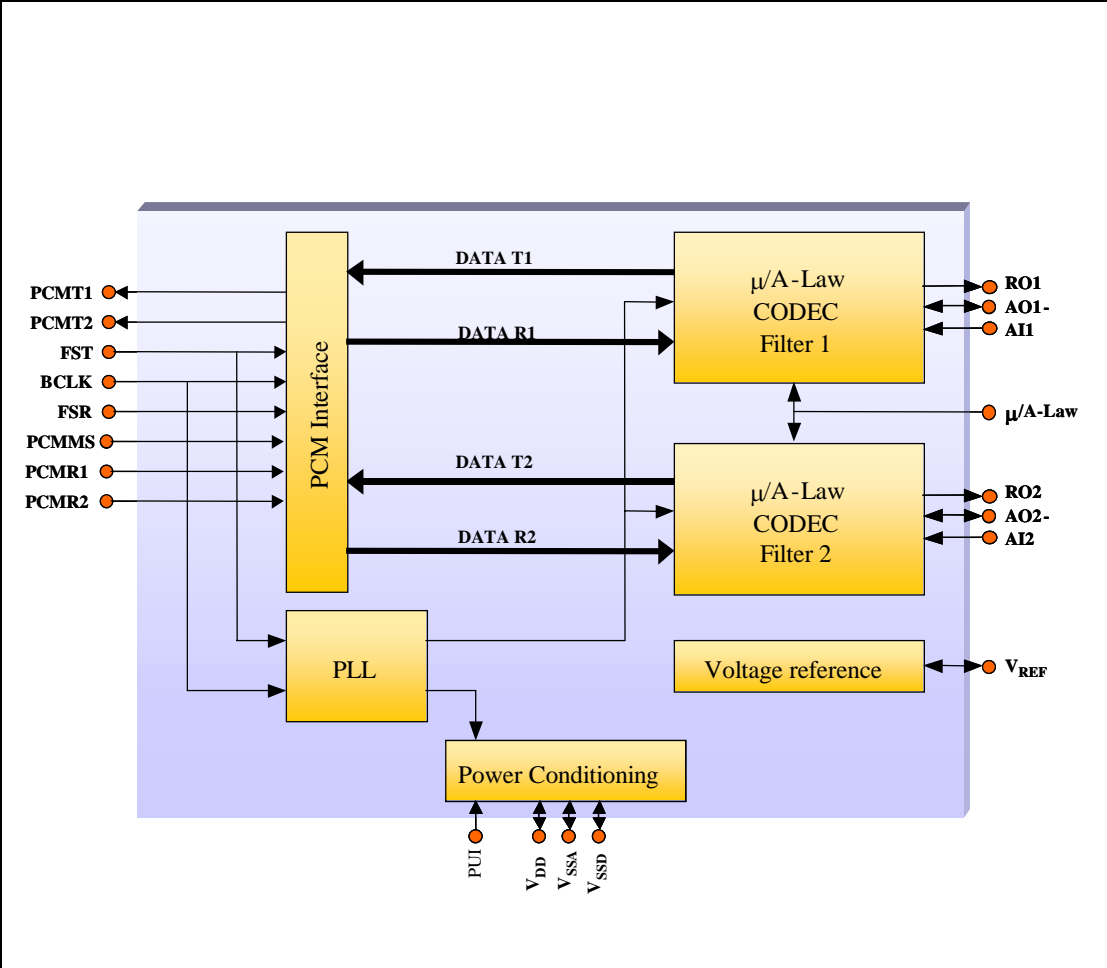 PCMT1
PCMT2
FST
BCLK
FSR
PCMMS
PCMR1
PCMR2
PCM Interface
DATA T1
DATA R1
DATA T2
DATA R2
μ/A-Law
CODEC
Filter 1
μ/A-Law
CODEC
Filter 2
RO1
AO1-
AI1
μ/A-Law
RO2
AO2-
AI2
PLL
Voltage reference
VREF
Power Conditioning
PUI
VDD
VSSA
VSSD